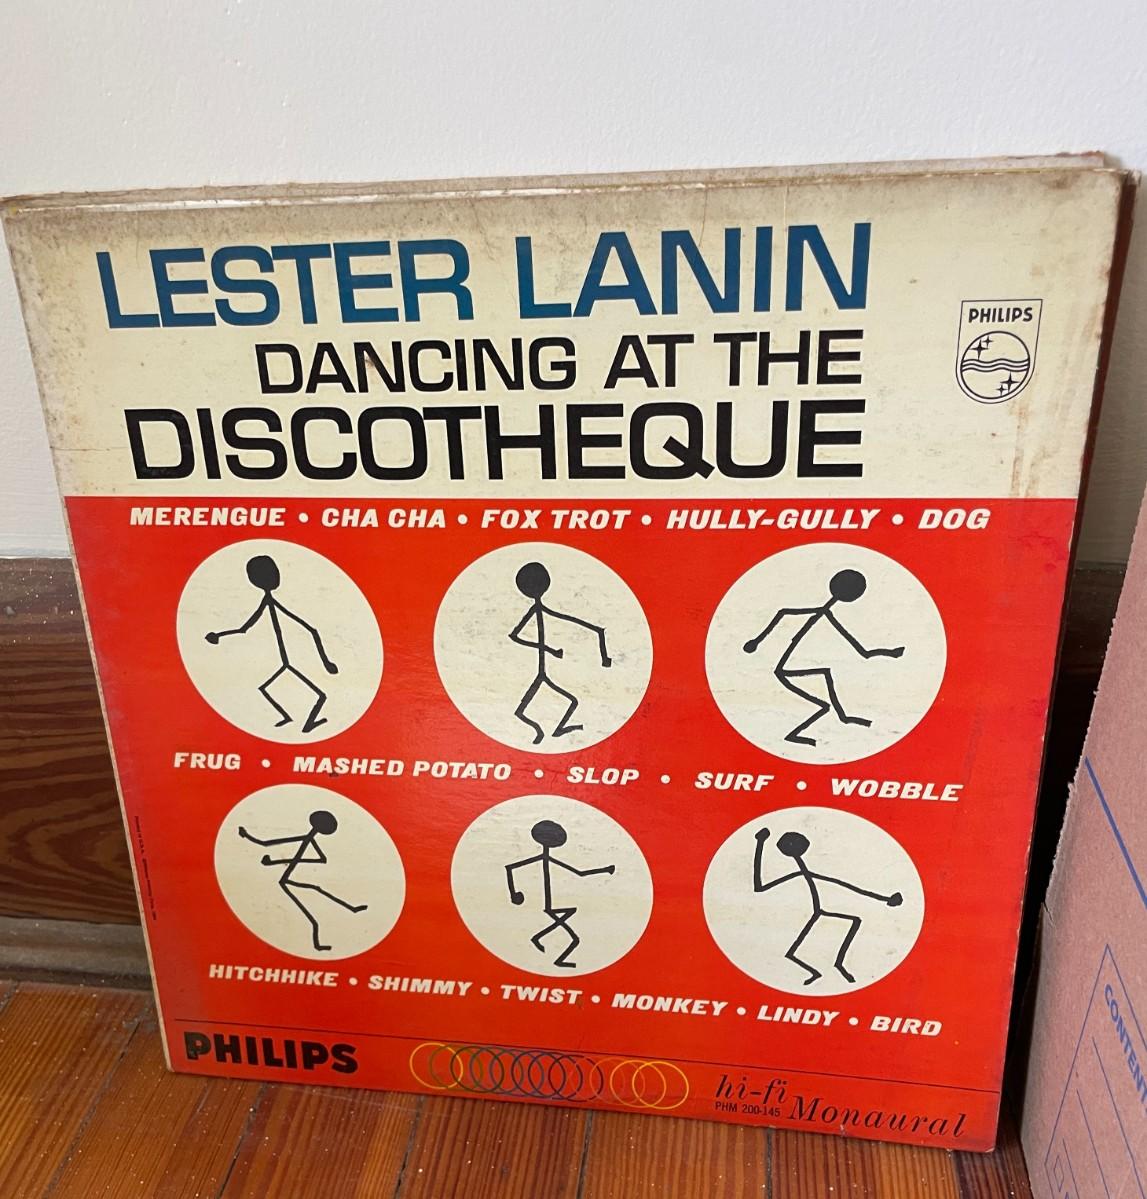 LESTER LANIN
DANCING AT THE
DISCOTHEQUE
PHILIPS
MERENGUE • CHA CHA • FOX TROT • HULLY-GULLY • DOG
FRUG • MASHED POTATO • SLOP • SURF • WOBBLE
HITCHHIKE • SHIMMY • TWIST • MONKEY • LINDY • BIRD
PHILIPS
hi-fi
PHM 200-145
Monaural